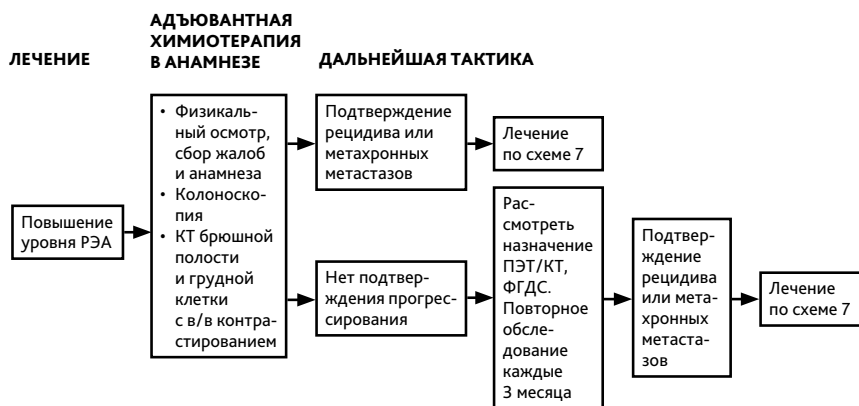 ЛЕЧЕНИЕ
АДЪЮВАНТНАЯ
ХИМИОТЕРАПИЯ
В АНАМНЕЗЕ
ДАЛЬНЕЙШАЯ ТАКТИКА
Повышение
уровня РЭА
• Физикаль-
ный осмотр,
сбор жалоб
и анамнеза
• Колоноско-
пия
• КТ брюшной
полости
и грудной
клетки
с в/в контра-
стированием
Подтверждение
рецидива или
метахронных
метастазов
Лечение
по схеме 7
Нет подтвер-
ждения прогрес-
сирования
Рас-
смотреть
назначение
ПЭТ/КТ,
ФГДС.
Повторное
обсле-
дование
каждые
3 месяца
Подтвер-
ждение
рецидива
или мета-
хронных
метаста-
зов
Лечение
по схеме 7